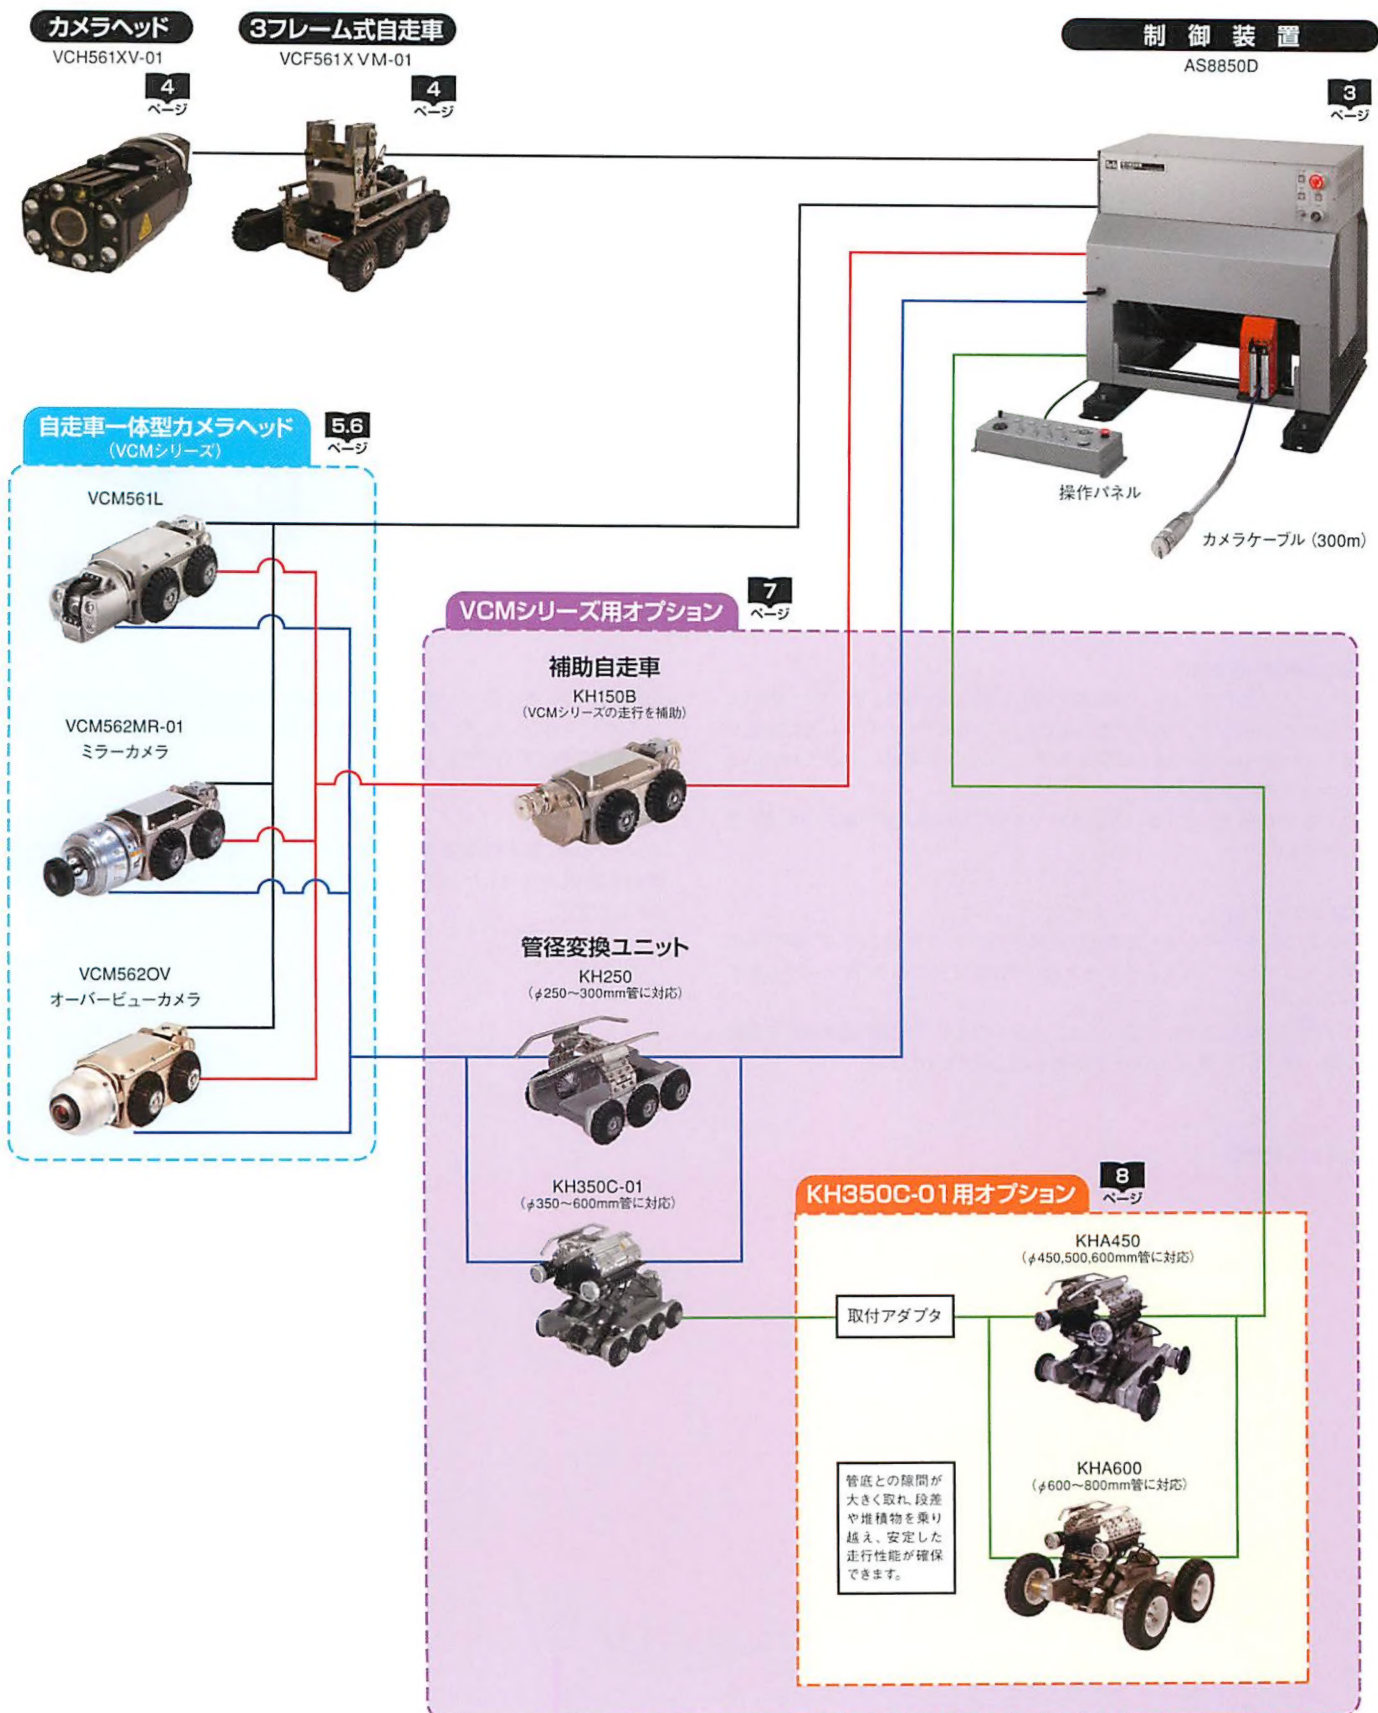 カメラヘッド
VCH561XV-01
4
ページ
3フレーム式自走車
VCF561XVM-01
4
ページ
制御装置
AS8850D
3
ページ
操作パネル
カメラケーブル(300m)
自走車一体型カメラヘッド
(VCMシリーズ)
5.6
ページ
VCM561L
VCM562MR-01
ミラーカメラ
VCM562OV
オーバービューカメラ
VCMシリーズ用オプション
7
ページ
補助自走車
KH150B
(VCMシリーズの走行を補助)
管径変換ユニット
KH250
(φ250〜300mm管に対応)
KH350C-01
(φ350〜600mm管に対応)
KH350C-01用オプション
8
ページ
取付アダプタ
KHA450
(φ450,500,600mm管に対応)
KHA600
(φ600〜800mm管に対応)
管底との隙間が
大きく取れ、段差
や堆積物を乗り
越え、安定した
走行性能が確保
できます。